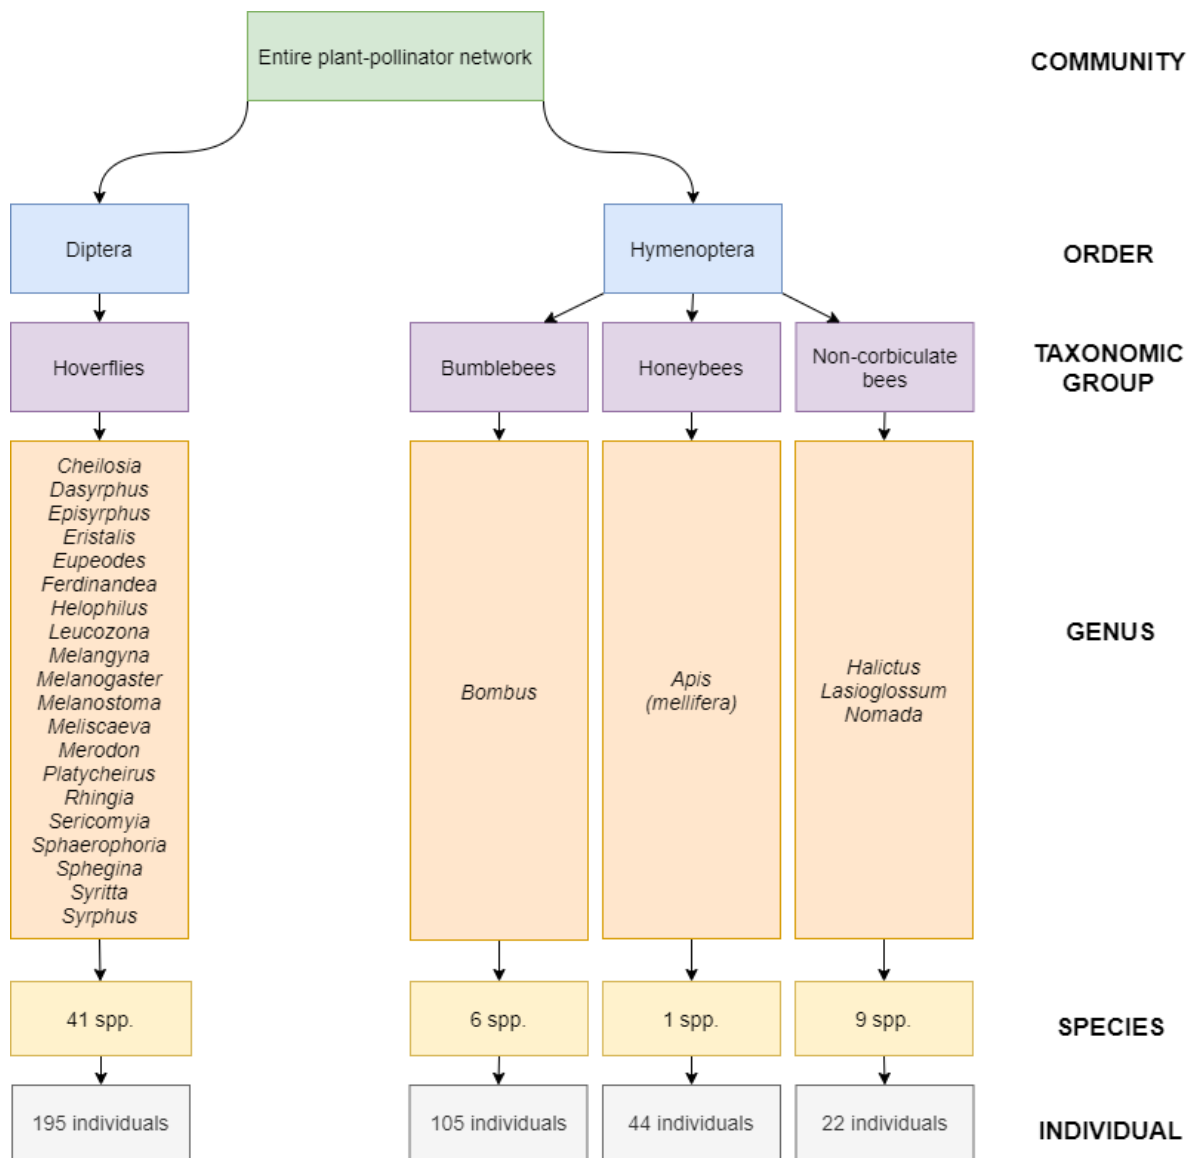 Entire plant-pollinator network
COMMUNITY
Diptera
Hymenoptera
ORDER
Hoverflies
Bumblebees
Honeybees
Non-corbiculate
bees
TAXONOMIC
GROUP
Cheilosia
Dasyrphus
Episyrphus
Eristalis
Eupeodes
Ferdinandea
Helophilus
Leucozona
Melangyna
Melanogaster
Melanostoma
Meliscaeva
Merodon
Platycheirus
Rhingia
Sericomyia
Sphaerophoria
Sphegina
Syritta
Syrphus
Bombus
Apis
(mellifera)
Halictus
Lasioglossum
Nomada
GENUS
41 spp.
6 spp.
1 spp.
9 spp.
SPECIES
195 individuals
105 individuals
44 individuals
22 individuals
INDIVIDUAL